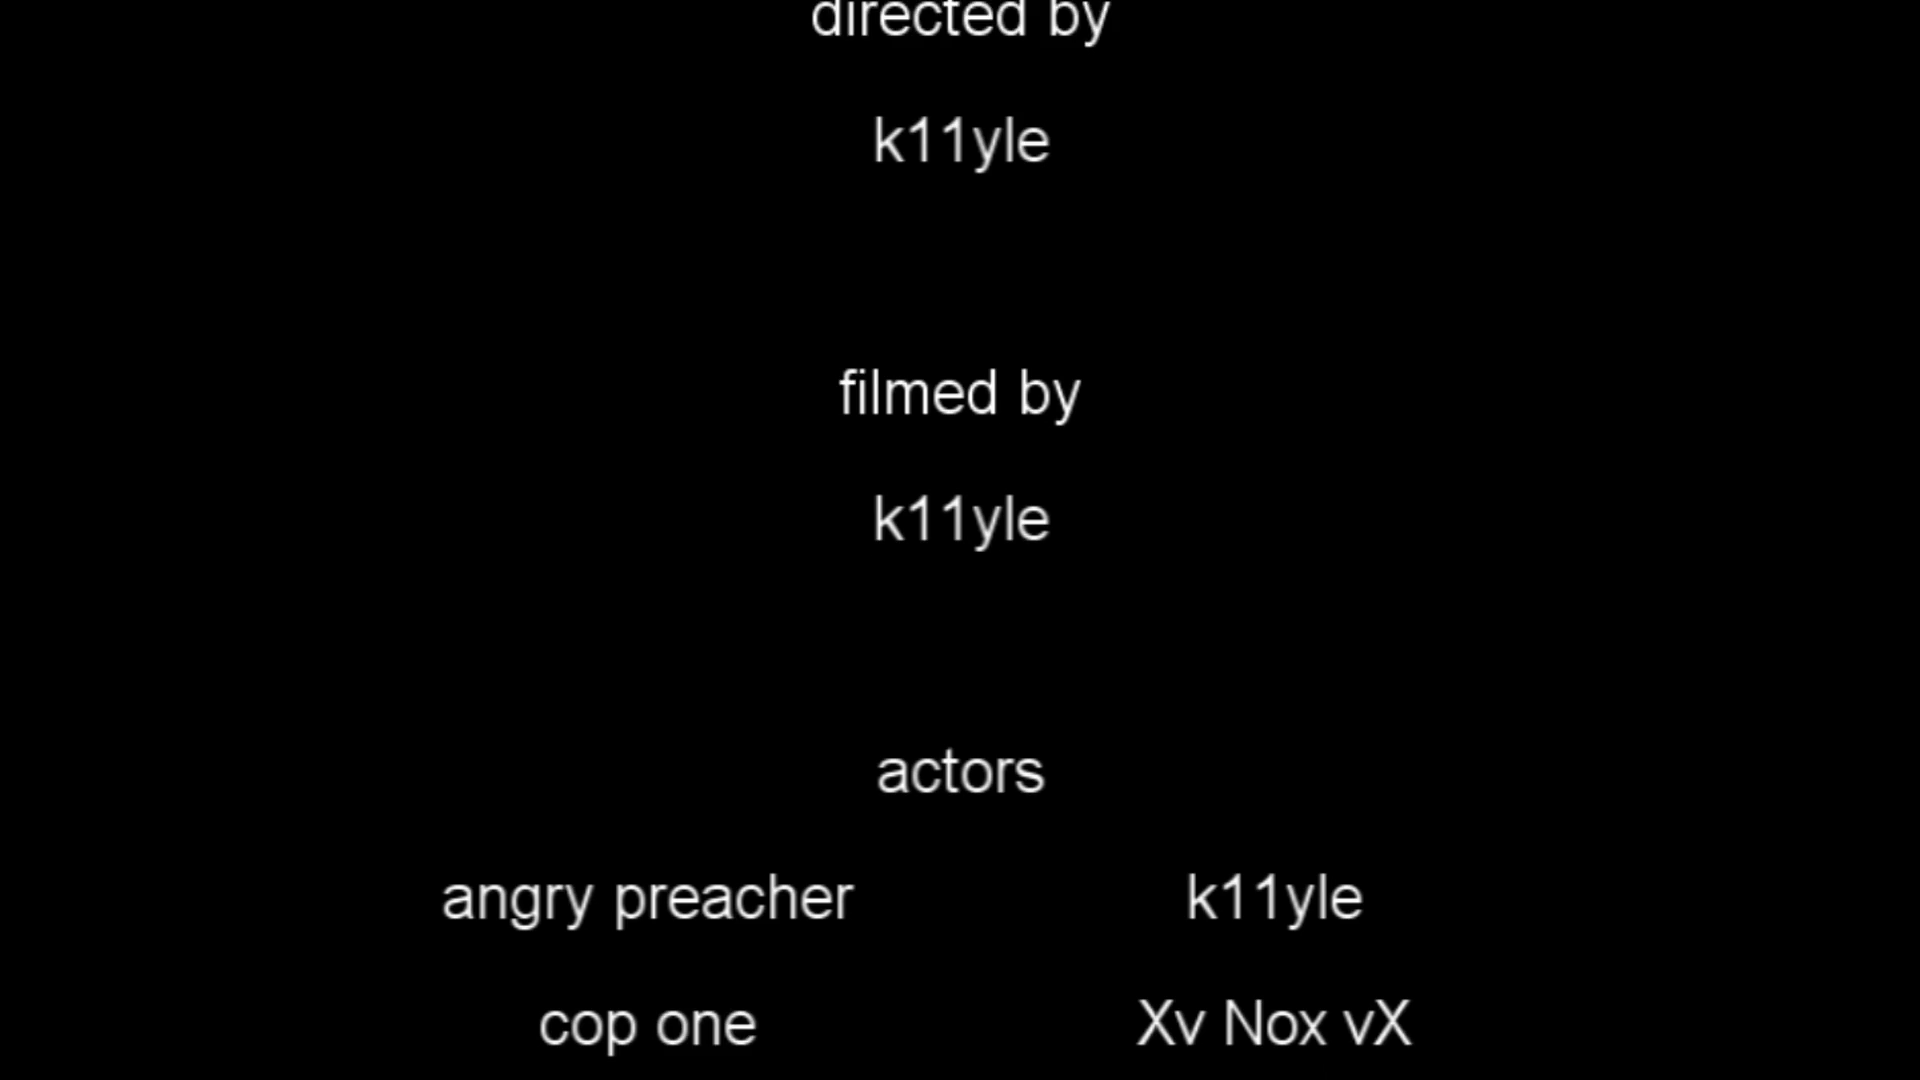 directed by
k11yle
filmed by
k11yle
actors
angry preacher k11yle
cop one Xv Nox vX